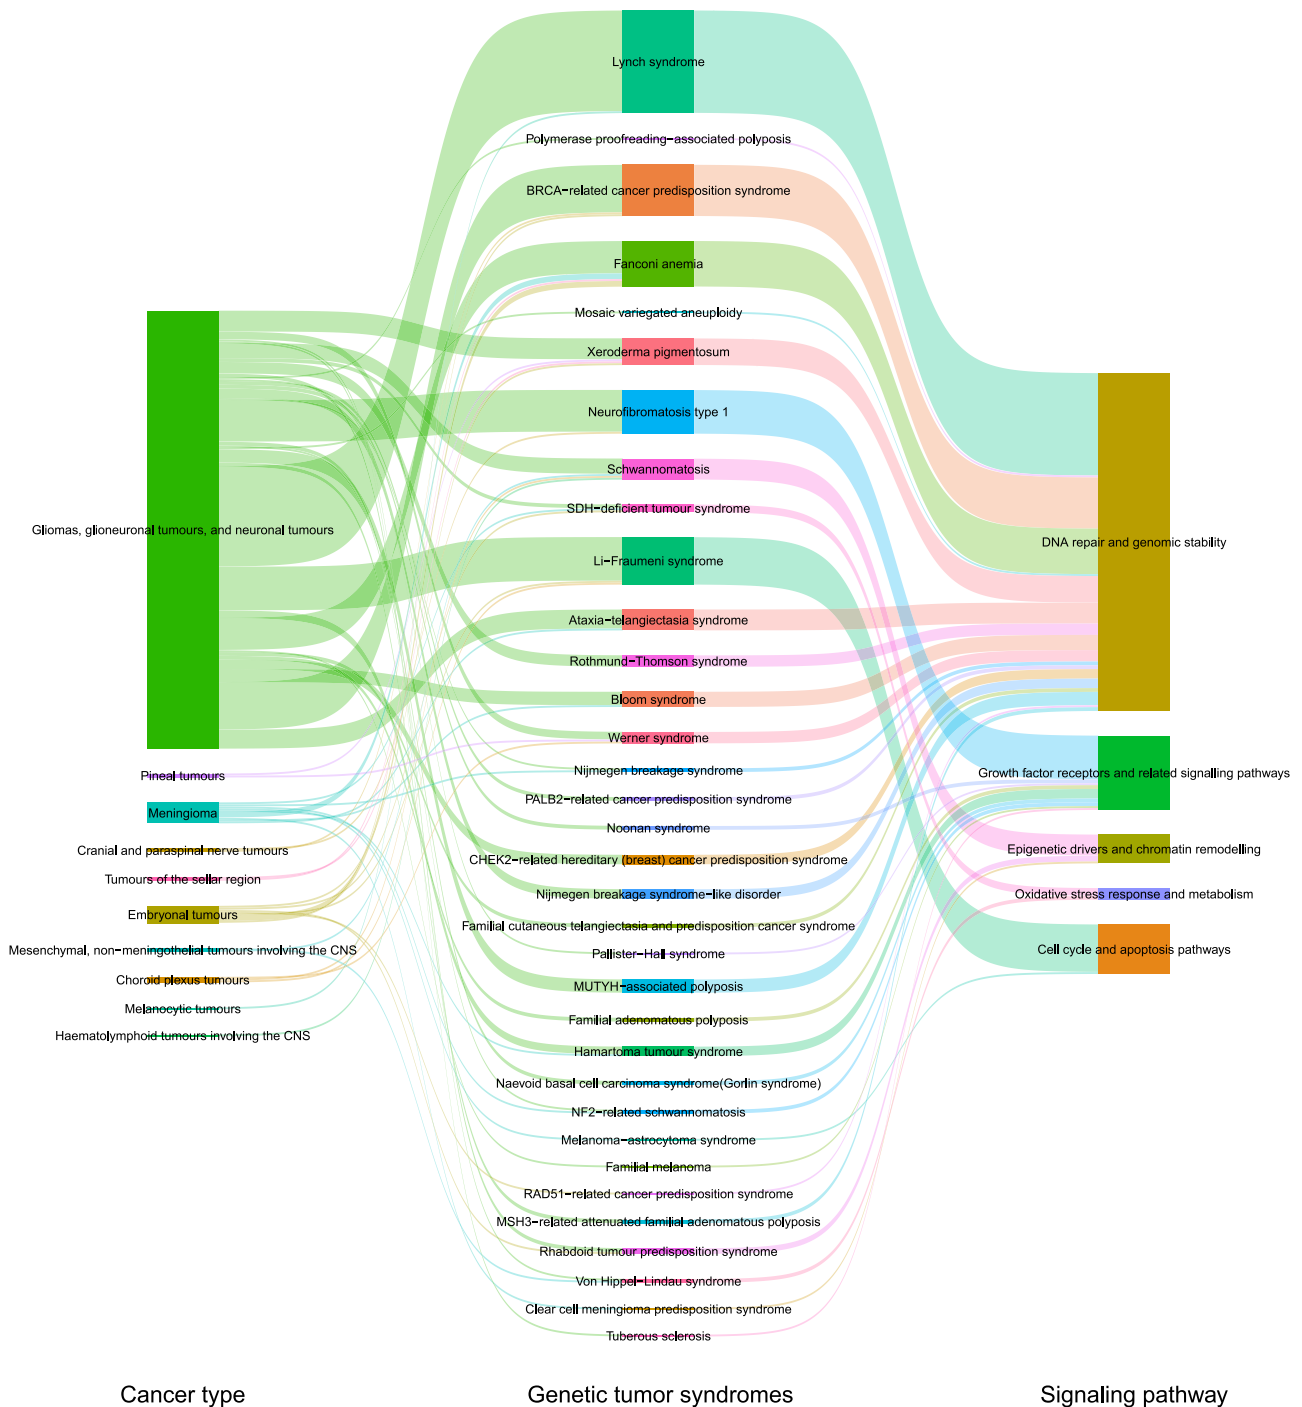 Lynch syndrome
Polymerase proofreading−associated polyposis
BRCA−related cancer predisposition syndrome
Fanconi anemia
Mosaic variegated aneuploidy
Xeroderma pigmentosum
Neurofibromatosis type 1
Schwannomatosis
SDH−deficient tumour syndrome
Gliomas, glioneuronal tumours, and neuronal tumours
DNA repair and genomic stability
Li−Fraumeni syndrome
Ataxia−telangiectasia syndrome
Rothmund−Thomson syndrome
Bloom syndrome
Werner syndrome
Pineal tumours
Nijmegen breakage syndrome
Growth factor receptors and related signalling pathways
PALB2−related cancer predisposition syndrome
Meningioma
Noonan syndrome
Cranial and paraspinal nerve tumours
Epigenetic drivers and chromatin remodelling
CHEK2−related hereditary (breast) cancer predisposition syndrome
Tumours of the sellar region
Nijmegen breakage syndrome−like disorder
Oxidative stress response and metabolism
Embryonal tumours
Familial cutaneous telangiectasia and predisposition cancer syndrome
Mesenchymal, non−meningothelial tumours involving the CNS
Cell cycle and apoptosis pathways
Pallister−Hall syndrome
Choroid plexus tumours
MUTYH−associated polyposis
Melanocytic tumours
Familial adenomatous polyposis
Haematolymphoid tumours involving the CNS
Hamartoma tumour syndrome
Naevoid basal cell carcinoma syndrome(Gorlin syndrome)
NF2−related schwannomatosis
Melanoma−astrocytoma syndrome
Familial melanoma
RAD51−related cancer predisposition syndrome
MSH3−related attenuated familial adenomatous polyposis
Rhabdoid tumour predisposition syndrome
Von Hippel−Lindau syndrome
Clear cell meningioma predisposition syndrome
Tuberous sclerosis
Cancer type
Genetic tumor syndromes
Signaling pathway